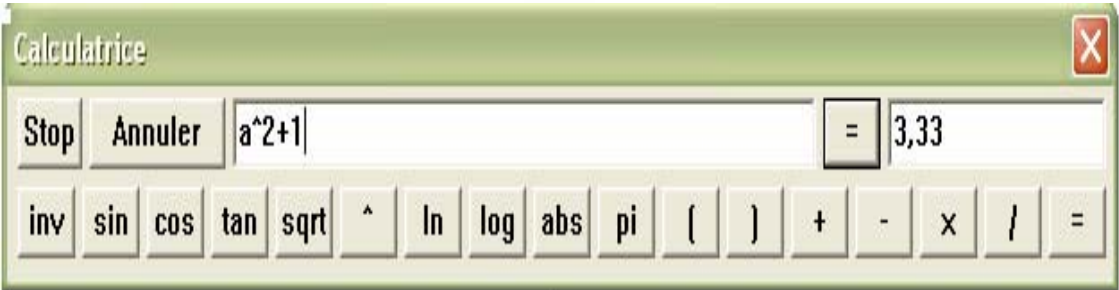 Calculatrice
Stop Annuler a^2+1 = 3,33
inv sin cos tan sqrt ^ ln log abs pi ( ) + - x / =